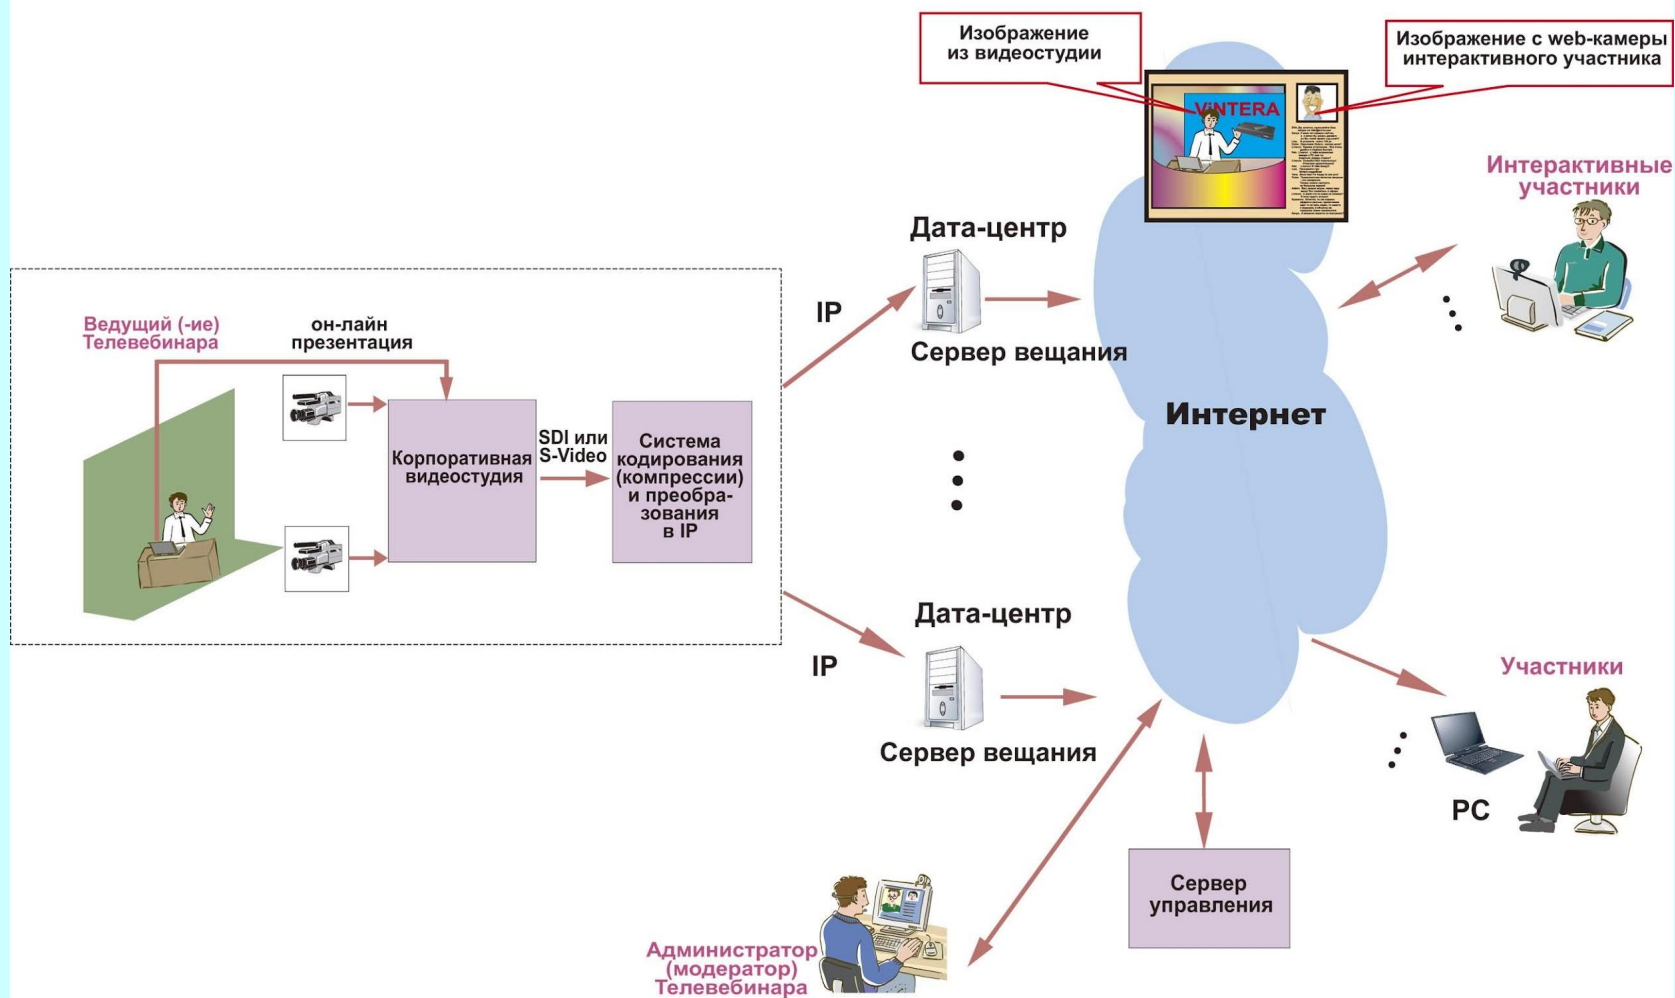 Изображение
из видеостудии
Изображение с web-камеры
интерактивного участника
ViNTERA
Интерактивные
участники
Дата-центр
IP
Сервер вещания
Ведущий (-ие)
Телевебинара
он-лайн
презентация
Корпоративная
видеостудия
SDI или
S-Video
Система
кодирования
(компрессии)
и преобра-
зования
в IP
Интернет
Дата-центр
IP
Сервер вещания
Участники
PC
Сервер
управления
Администратор
(модератор)
Телевебинара